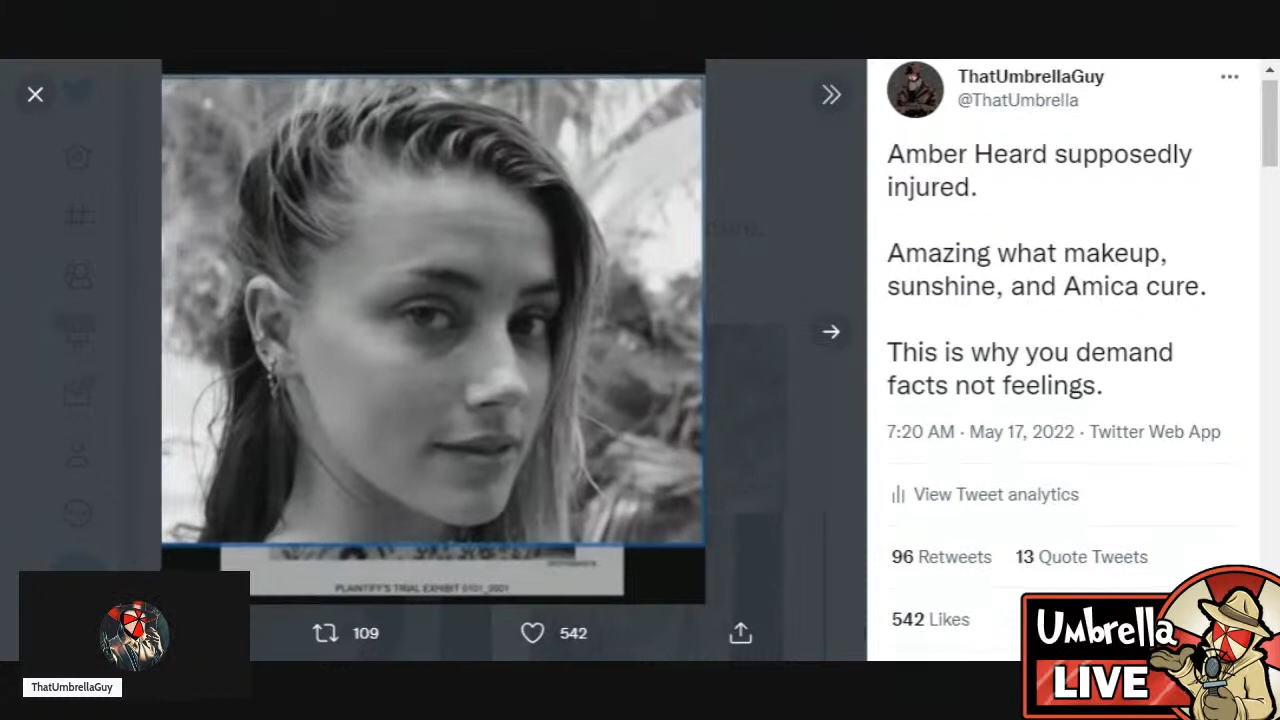 ThatUmbrellaGuy
@ThatUmbrella
Amber Heard supposedly
injured.
Amazing what makeup,
sunshine, and Amica cure.
This is why you demand
facts not feelings.
7:20 AM · May 17, 2022 · Twitter Web App
View Tweet analytics
96 Retweets 13 Quote Tweets
542 Likes
PLAINTIFF'S TRIAL EXHIBIT 0101_0001
109 542
ThatUmbrellaGuy
Umbrella
LIVE